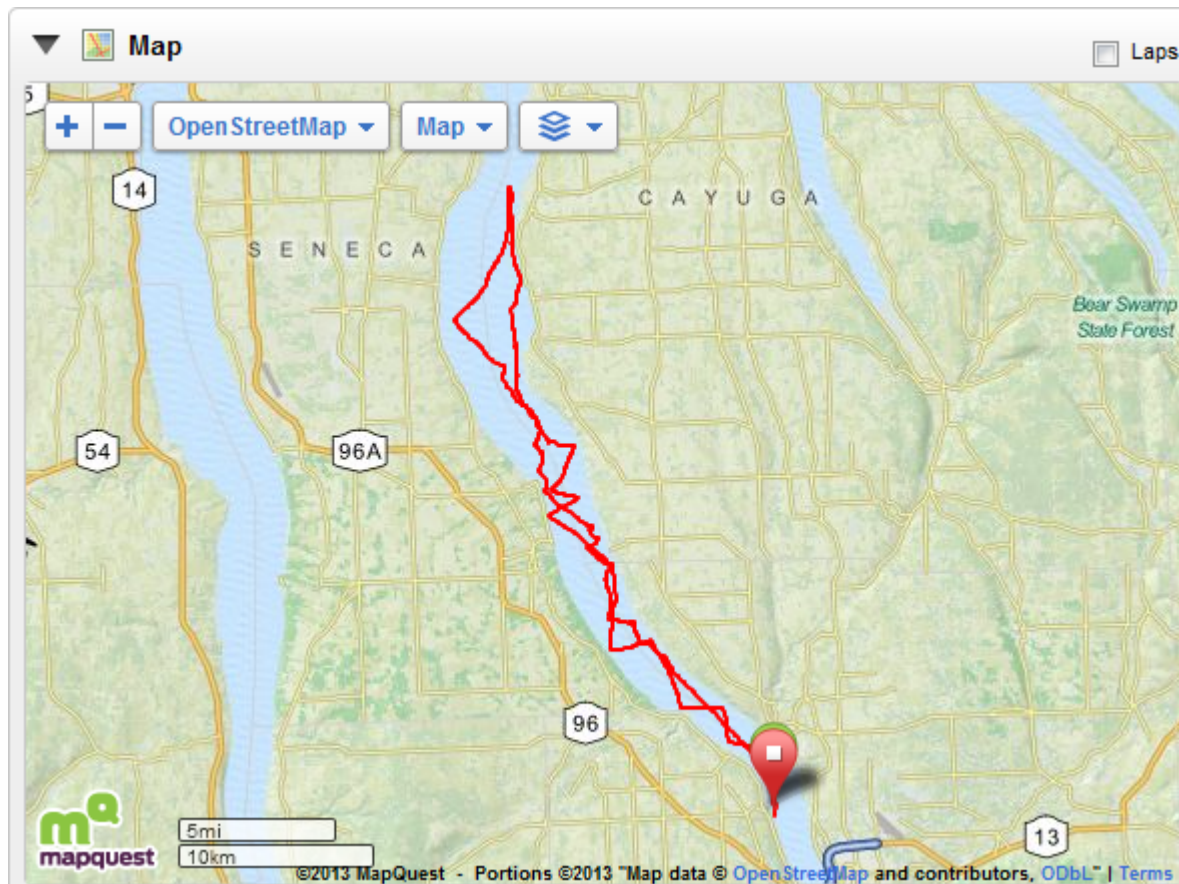 Map
Laps
+ − OpenStreetMap Map
5
14
CAYUGA
SENECA
Bear Swamp
State Forest
54
96A
96
13
mapquest
5mi
10km
©2013 MapQuest - Portions ©2013 "Map data © OpenStreetMap and contributors, ODbL" | Terms